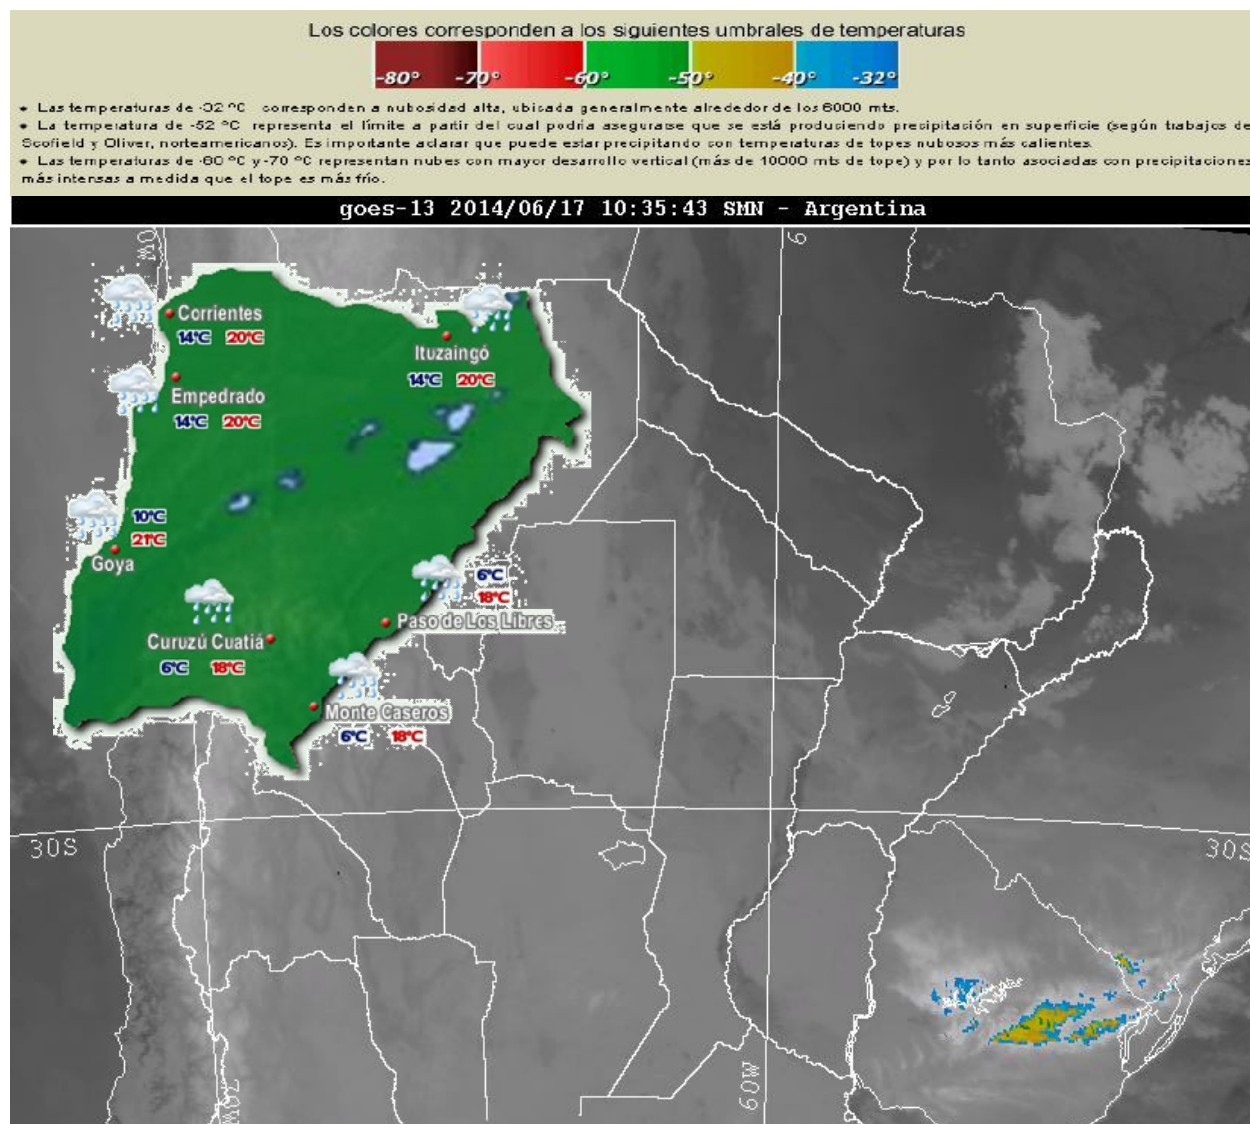 Los colores corresponden a los siguientes umbrales de temperaturas
-80° -70° -60° -50° -40° -32°
• Las temperaturas de -32 ºC corresponden a nubosidad alta, ubicada generalmente alrededor de los 6000 mts.
• La temperatura de -52 ºC representa el límite a partir del cual podría asegurarse que se está produciendo precipitación en superficie (según trabajos de
Scofield y Oliver, norteamericanos). Es importante aclarar que puede estar precipitando con temperaturas de topes nubosos más calientes.
• Las temperaturas de -60 ºC y -70 ºC representan nubes con mayor desarrollo vertical (más de 10000 mts de tope) y por lo tanto asociadas con precipitaciones
más intensas a medida que el tope es más frío.
goes-13 2014/06/17 10:35:43 SMN - Argentina
0W
6
Corrientes
14°C 20°C
Ituzaingó
14°C 20°C
Empedrado
14°C 20°C
10°C
21°C
Goya
6°C
18°C
Paso de Los Libres
Curuzú Cuatiá
6°C 18°C
Monte Caseros
6°C 18°C
30S
30S
70W
60W